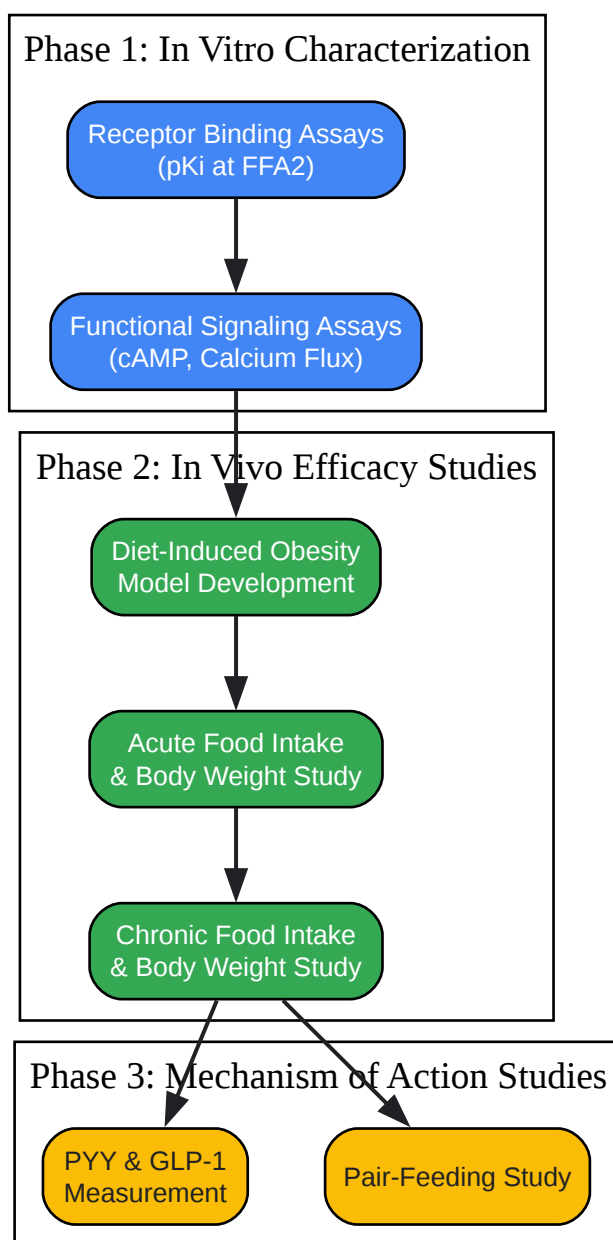 Phase 1: In Vitro Characterization
Receptor Binding Assays
(pKi at FFA2)
Functional Signaling Assays
(cAMP, Calcium Flux)
Phase 2: In Vivo Efficacy Studies
Diet-Induced Obesity
Model Development
Acute Food Intake
& Body Weight Study
Chronic Food Intake
& Body Weight Study
Phase 3: Mechanism of Action Studies
PYY & GLP-1
Measurement
Pair-Feeding Study